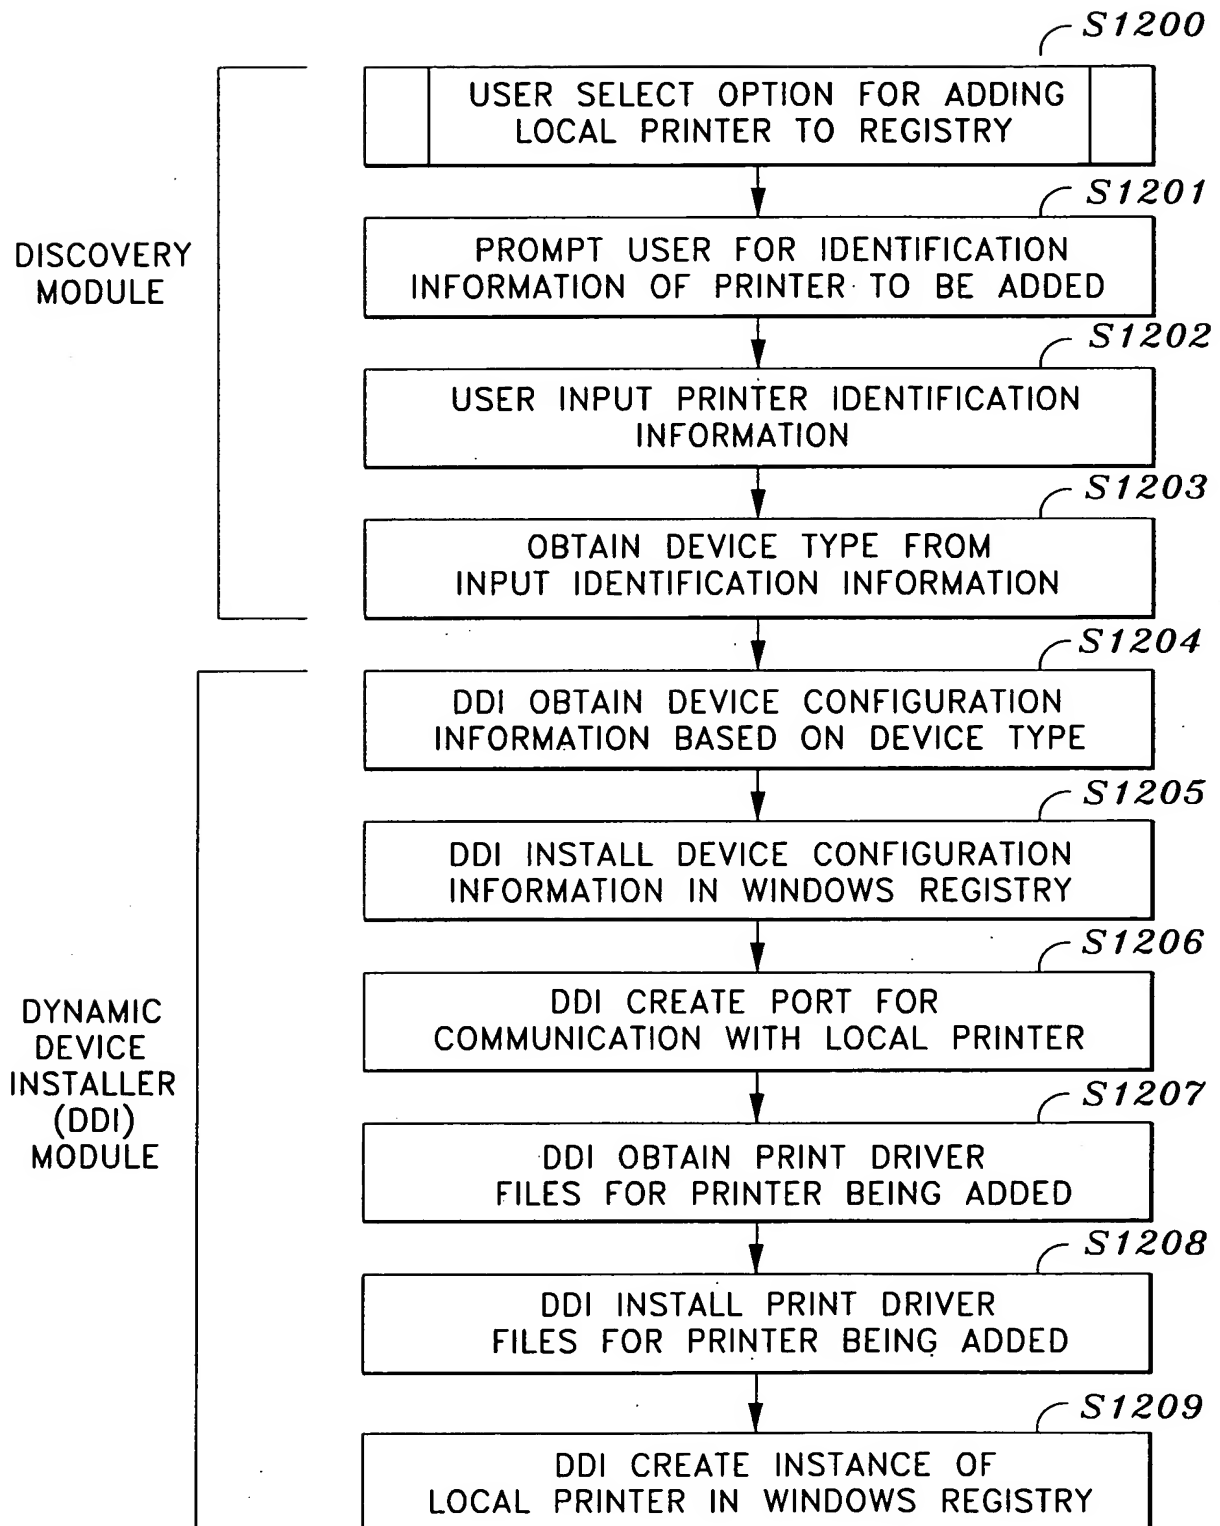 S1200
USER SELECT OPTION FOR ADDING
LOCAL PRINTER TO REGISTRY
S1201
PROMPT USER FOR IDENTIFICATION
INFORMATION OF PRINTER TO BE ADDED
DISCOVERY
MODULE
S1202
USER INPUT PRINTER IDENTIFICATION
INFORMATION
S1203
OBTAIN DEVICE TYPE FROM
INPUT IDENTIFICATION INFORMATION
S1204
DDI OBTAIN DEVICE CONFIGURATION
INFORMATION BASED ON DEVICE TYPE
S1205
DDI INSTALL DEVICE CONFIGURATION
INFORMATION IN WINDOWS REGISTRY
S1206
DDI CREATE PORT FOR
COMMUNICATION WITH LOCAL PRINTER
DYNAMIC
DEVICE
INSTALLER
(DDI)
MODULE
S1207
DDI OBTAIN PRINT DRIVER
FILES FOR PRINTER BEING ADDED
S1208
DDI INSTALL PRINT DRIVER
FILES FOR PRINTER BEING ADDED
S1209
DDI CREATE INSTANCE OF
LOCAL PRINTER IN WINDOWS REGISTRY